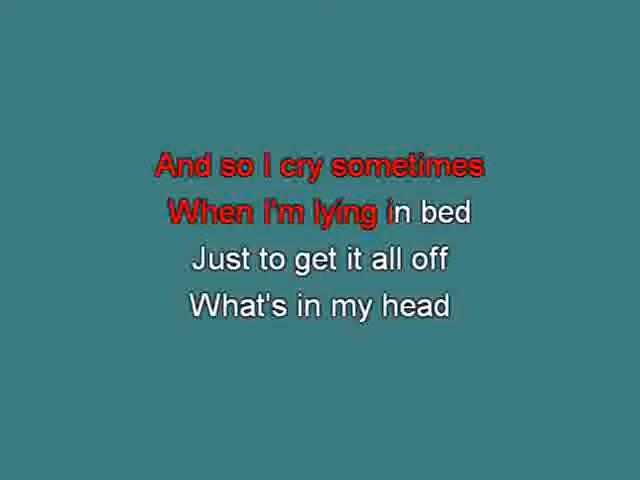 And so I cry sometimes
When I'm lying in bed
Just to get it all off
What's in my head